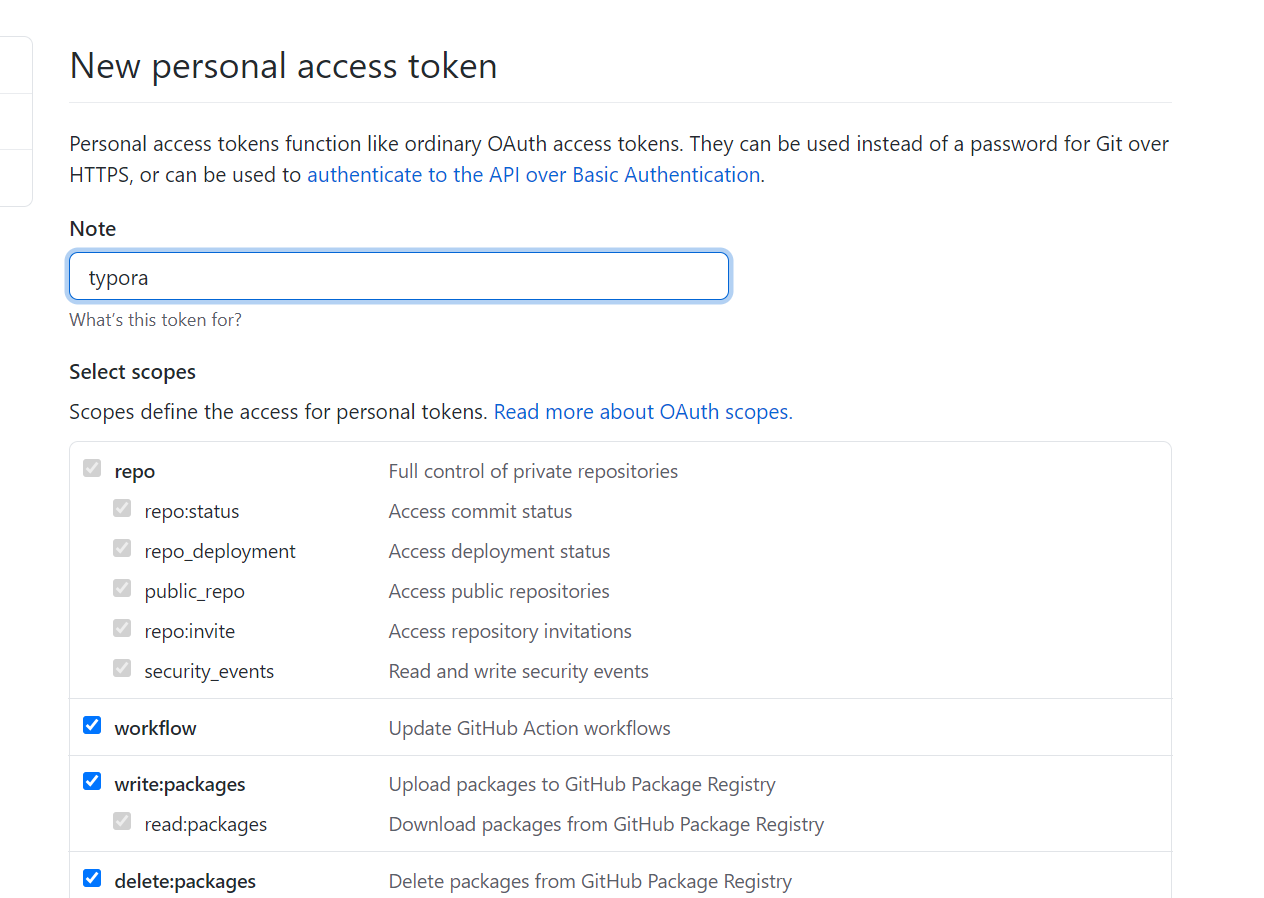 New personal access token
Personal access tokens function like ordinary OAuth access tokens. They can be used instead of a password for Git over
HTTPS, or can be used to authenticate to the API over Basic Authentication.
Note
typora
What's this token for?
Select scopes
Scopes define the access for personal tokens. Read more about OAuth scopes.
repo Full control of private repositories
repo:status Access commit status
repo_deployment Access deployment status
public_repo Access public repositories
repo:invite Access repository invitations
security_events Read and write security events
workflow Update GitHub Action workflows
write:packages Upload packages to GitHub Package Registry
read:packages Download packages from GitHub Package Registry
delete:packages Delete packages from GitHub Package Registry